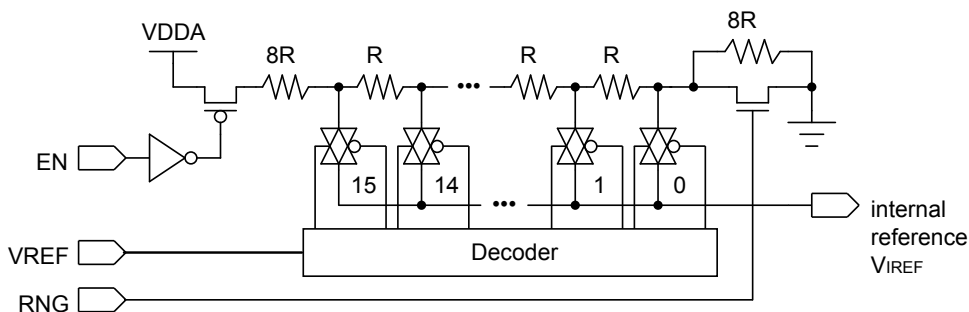 8R
VDDA
8R
R
•••
R
R
EN
15
14
1
0
•••
internal
reference
VIREF
VREF
Decoder
RNG